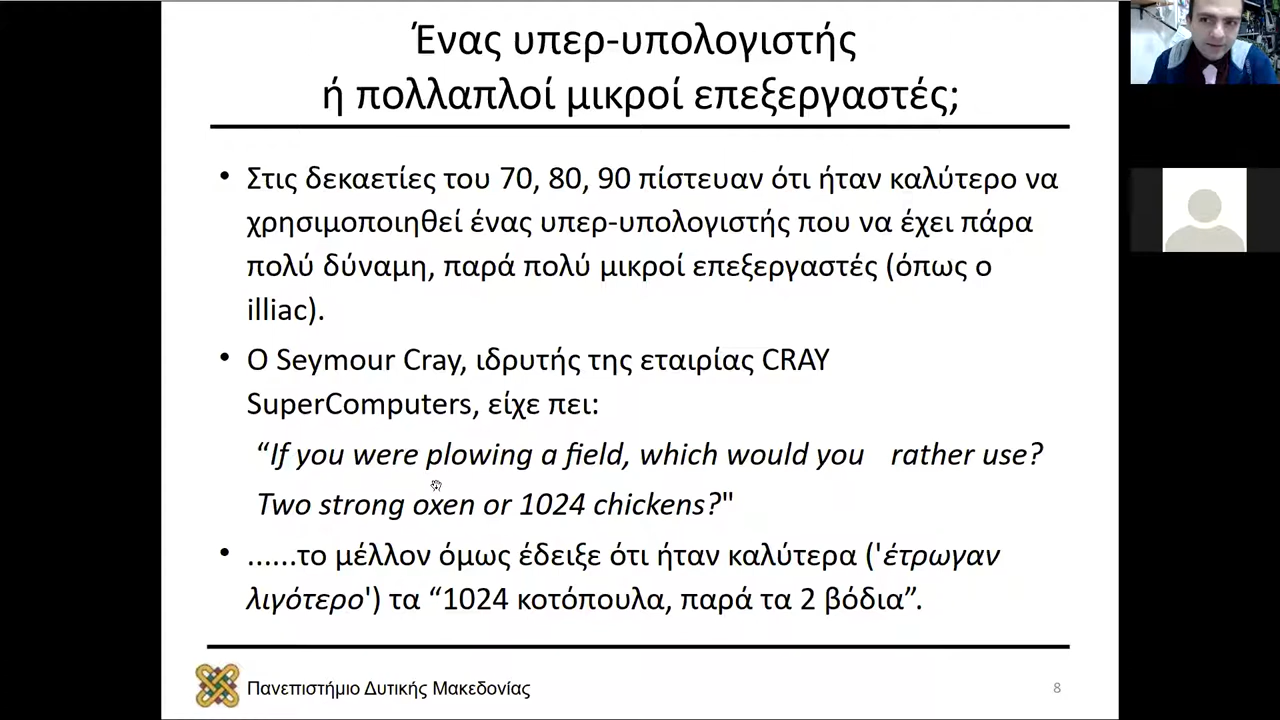 Ένας υπερ-υπολογιστής
ή πολλαπλοί μικροί επεξεργαστές;
• Στις δεκαετίες του 70, 80, 90 πίστευαν ότι ήταν καλύτερο να
χρησιμοποιηθεί ένας υπερ-υπολογιστής που να έχει πάρα
πολύ δύναμη, παρά πολύ μικροί επεξεργαστές (όπως ο
illiac).
• Ο Seymour Cray, ιδρυτής της εταιρίας CRAY
SuperComputers, είχε πει:
“If you were plowing a field, which would you rather use?
Two strong oxen or 1024 chickens?"
• ......το μέλλον όμως έδειξε ότι ήταν καλύτερα ('έτρωγαν
λιγότερο') τα “1024 κοτόπουλα, παρά τα 2 βόδια”.
Πανεπιστήμιο Δυτικής Μακεδονίας
8